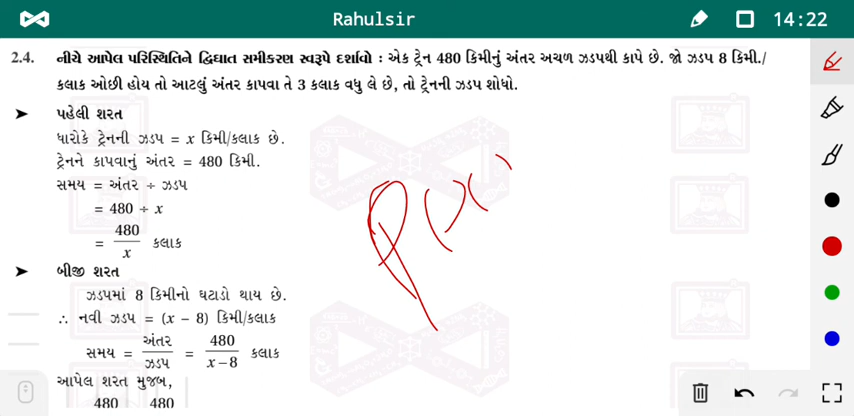 Rahulsir
14:22
2.4. નીચે આપેલ પરિસ્થિતિને દ્વિઘાત સમીકરણ સ્વરૂપે દર્શાવો : એક ટ્રેન 480 કિમીનું અંતર અચળ ઝડપથી કાપે છે. જો ઝડપ 8 કિમી./
કલાક ઓછી હોય તો આટલું અંતર કાપવા તે 3 કલાક વધુ લે છે, તો ટ્રેનની ઝડપ શોધો.
➤ પહેલી શરત
ધારોકે ટ્રેનની ઝડપ = x કિમી/કલાક છે.
ટ્રેનને કાપવાનું અંતર = 480 કિમી.
સમય = અંતર ÷ ઝડપ
= 480 ÷ x
= 480/x કલાક
➤ બીજી શરત
ઝડપમાં 8 કિમીનો ઘટાડો થાય છે.
∴ નવી ઝડપ = (x – 8) કિમી/કલાક
સમય = અંતર/ઝડપ = 480/x–8 કલાક
આપેલ શરત મુજબ,
480 480